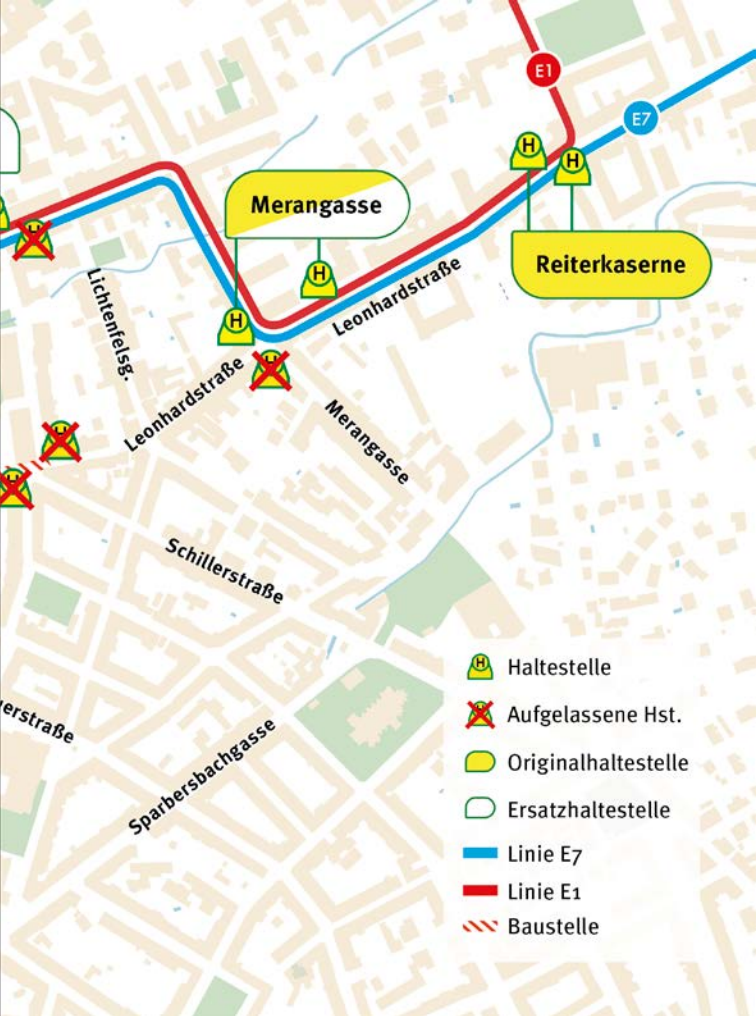 E1
E7
H
H
Merangasse
H
Reiterkaserne
H
H
Leonhardstraße
Lichtenfelsg.
H
Leonhardstraße
H
Merangasse
H
H
Schillerstraße
erstraße
Sparbersbachgasse
H Haltestelle
H Aufgelassene Hst.
Originalhaltestelle
Ersatzhaltestelle
Linie E7
Linie E1
Baustelle